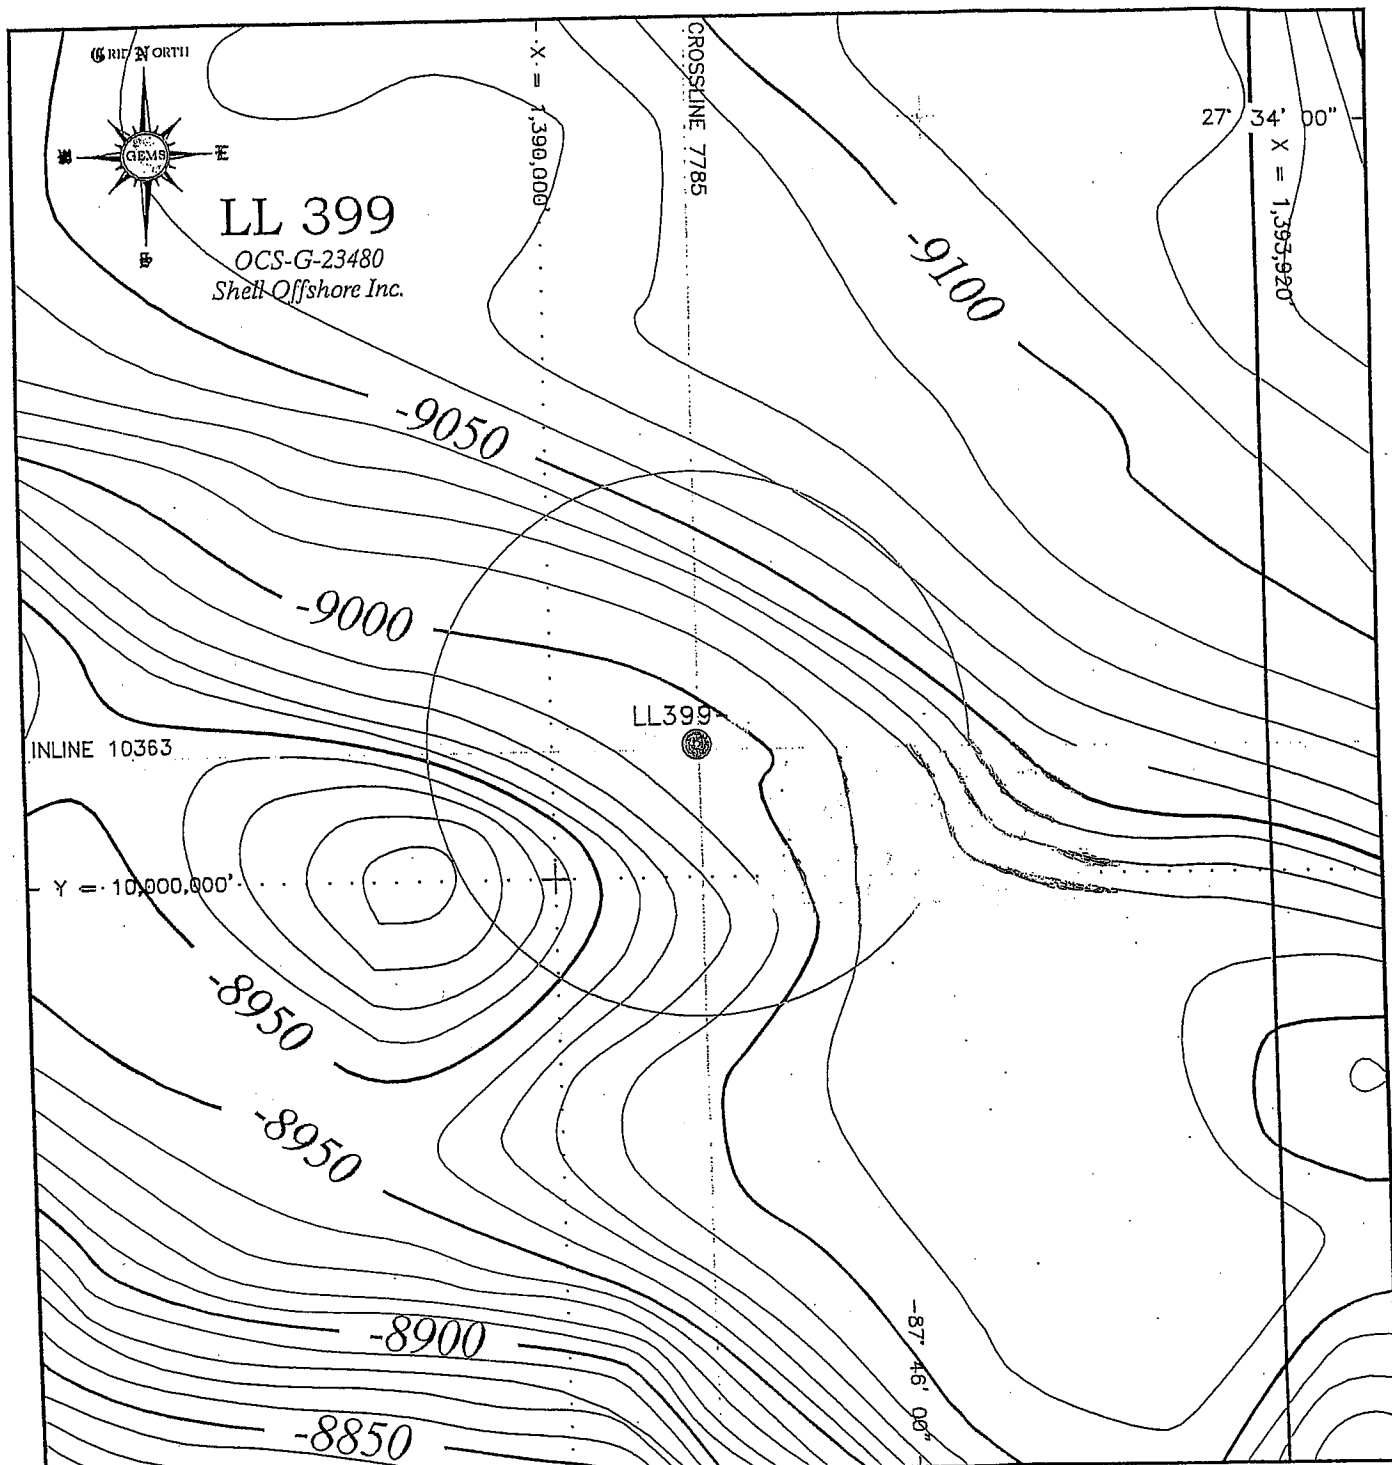 GRID NORTH
E
S
GEMS
LL 399
OCS-G-23480
Shell Offshore Inc.
X = 1,390,000'
CROSSLINE 7785
27° 34' 00"
X = 1,393,920'
-9100
-9050
-9000
LL399
INLINE 10363
Y = 10,000,000'
-8950
-8950
-8900
-8850
-87° 46' 00"